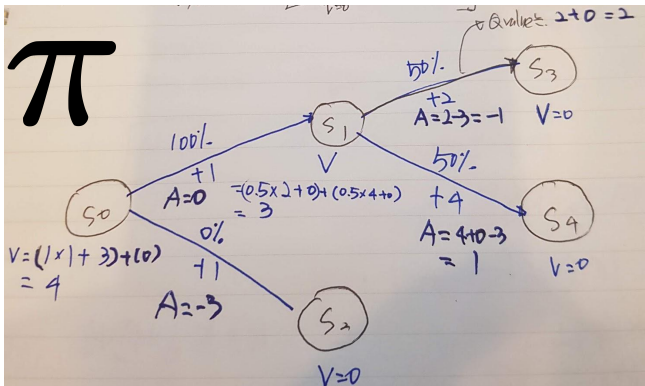 π
Qvalue = 2+0 = 2
50%
+2
A=2-3=-1
S3
V=0
100%
+1
A=0
S1
V
=(0.5×2+0)+(0.5×4+0)
= 3
50%
+4
A=4+0-3
= 1
S4
V=0
S0
V=(1×1+3)+(0)
= 4
0%
+1
A=-3
S2
V=0